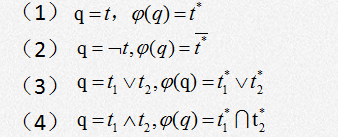 (1) q=t, φ(q)=t*
(2) q=¬t,φ(q)=t̅*̅
(3) q=t₁∨t₂,φ(q)=t₁*∨t₂*
(4) q=t₁∧t₂,φ(q)=t₁*⋂t₂*